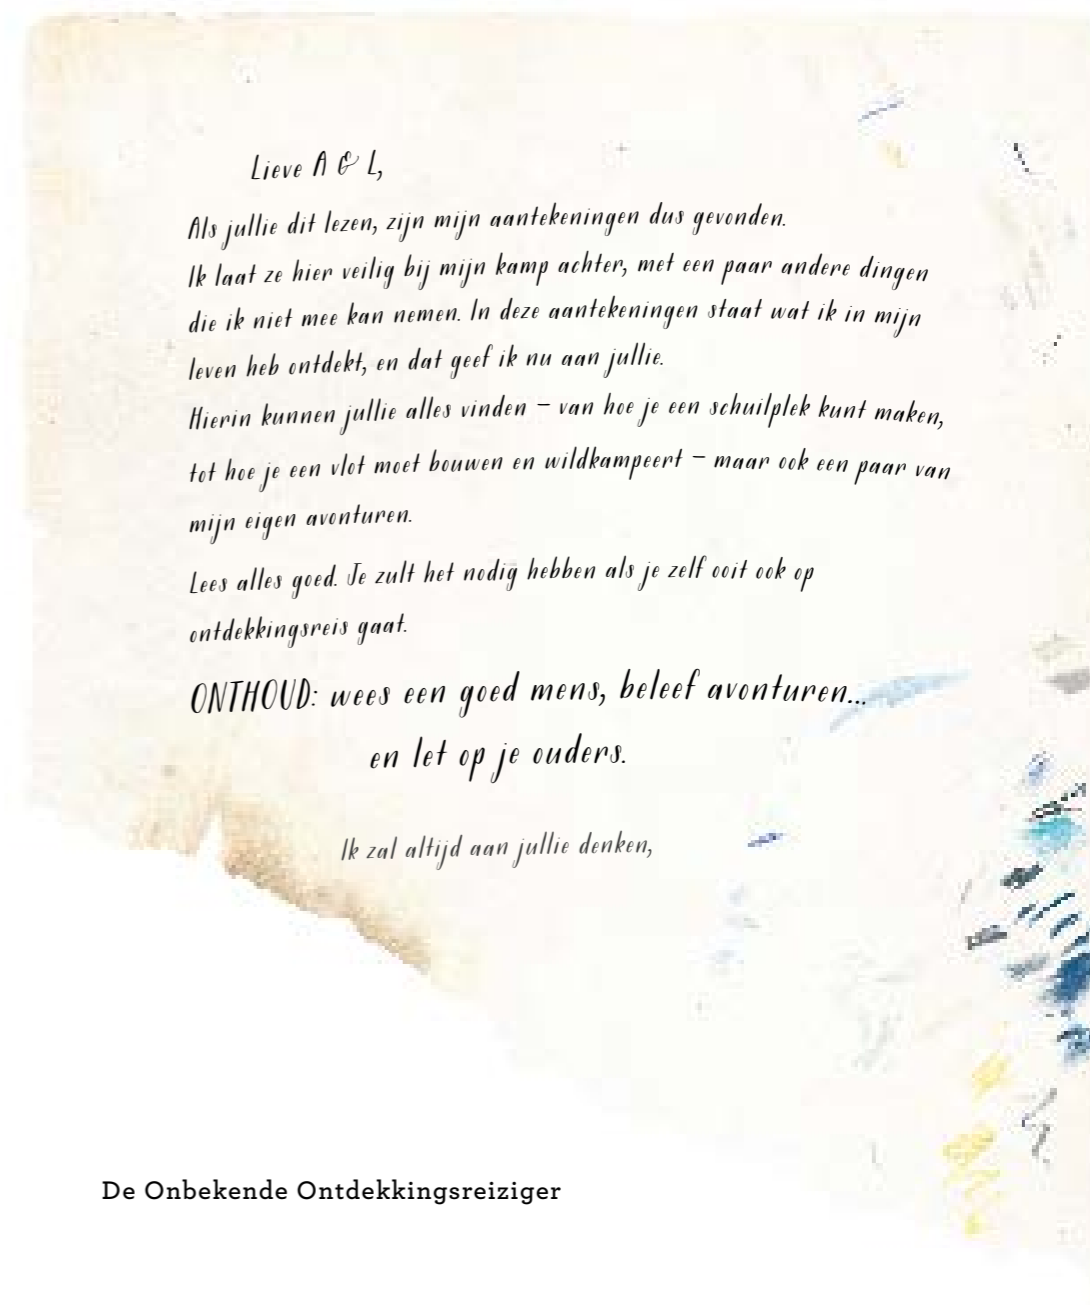 Lieve A & L,
Als jullie dit lezen, zijn mijn aantekeningen dus gevonden.
Ik laat ze hier veilig bij mijn kamp achter, met een paar andere dingen
die ik niet mee kan nemen. In deze aantekeningen staat wat ik in mijn
leven heb ontdekt, en dat geef ik nu aan jullie.
Hierin kunnen jullie alles vinden – van hoe je een schuilplek kunt maken,
tot hoe je een vlot moet bouwen en wildkampeert – maar ook een paar van
mijn eigen avonturen.
Lees alles goed. Je zult het nodig hebben als je zelf ooit ook op
ontdekkingsreis gaat.
ONTHOUD: wees een goed mens, beleef avonturen...
en let op je ouders.
Ik zal altijd aan jullie denken,
De Onbekende Ontdekkingsreiziger